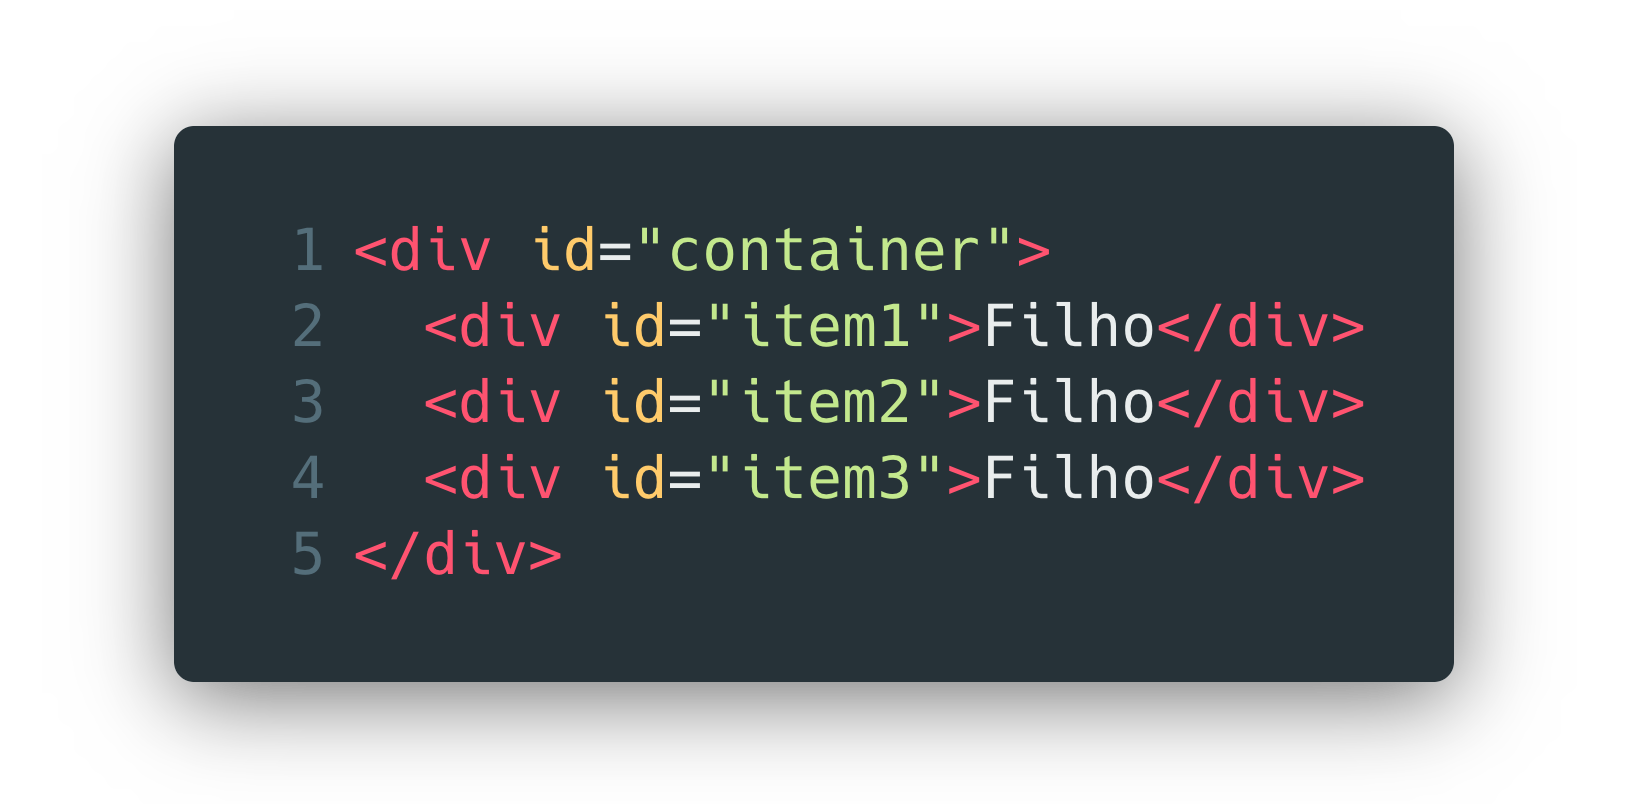 1 <div id="container">
2   <div id="item1">Filho</div>
3   <div id="item2">Filho</div>
4   <div id="item3">Filho</div>
5 </div>